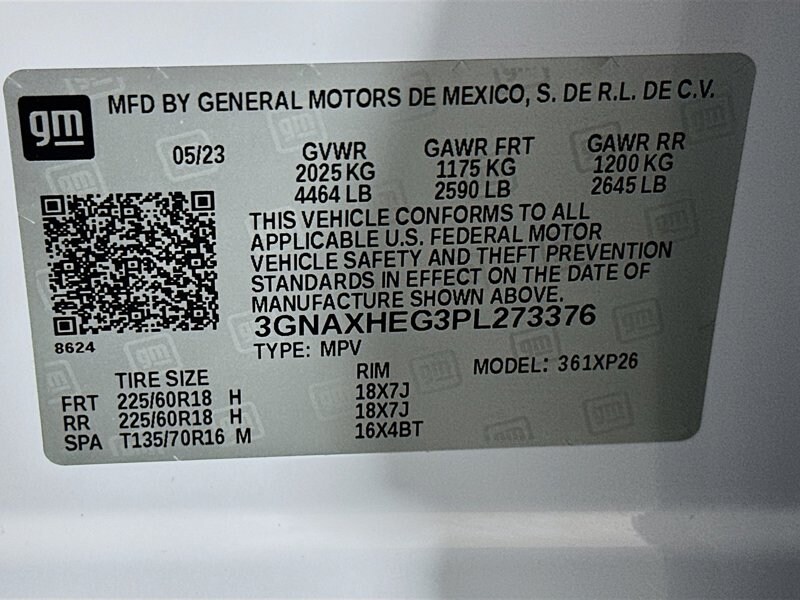 gm
MFD BY GENERAL MOTORS DE MEXICO, S. DE R.L. DE C.V.
05/23 GVWR GAWR FRT GAWR RR
2025 KG 1175 KG 1200 KG
4464 LB 2590 LB 2645 LB
THIS VEHICLE CONFORMS TO ALL
APPLICABLE U.S. FEDERAL MOTOR
VEHICLE SAFETY AND THEFT PREVENTION
STANDARDS IN EFFECT ON THE DATE OF
MANUFACTURE SHOWN ABOVE.
3GNAXHEG3PL273376
8624
TYPE: MPV
MODEL: 361XP26
TIRE SIZE RIM
FRT 225/60R18 H 18X7J
RR 225/60R18 H 18X7J
SPA T135/70R16 M 16X4BT